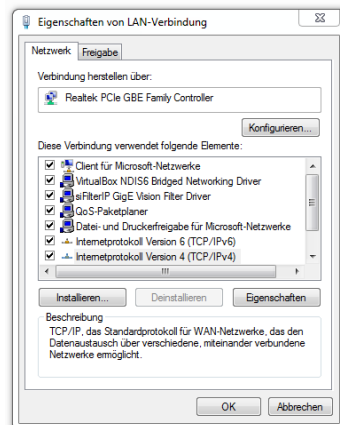 Eigenschaften von LAN-Verbindung
Netzwerk Freigabe
Verbindung herstellen über:
Realtek PCIe GBE Family Controller
Konfigurieren...
Diese Verbindung verwendet folgende Elemente:
Client für Microsoft-Netzwerke
VirtualBox NDIS6 Bridged Networking Driver
siFilterIP GigE Vision Filter Driver
QoS-Paketplaner
Datei- und Druckerfreigabe für Microsoft-Netzwerke
Internetprotokoll Version 6 (TCP/IPv6)
Internetprotokoll Version 4 (TCP/IPv4)
Installieren... Deinstallieren Eigenschaften
Beschreibung
TCP/IP, das Standardprotokoll für WAN-Netzwerke, das den
Datenaustausch über verschiedene, miteinander verbundene
Netzwerke ermöglicht.
OK Abbrechen